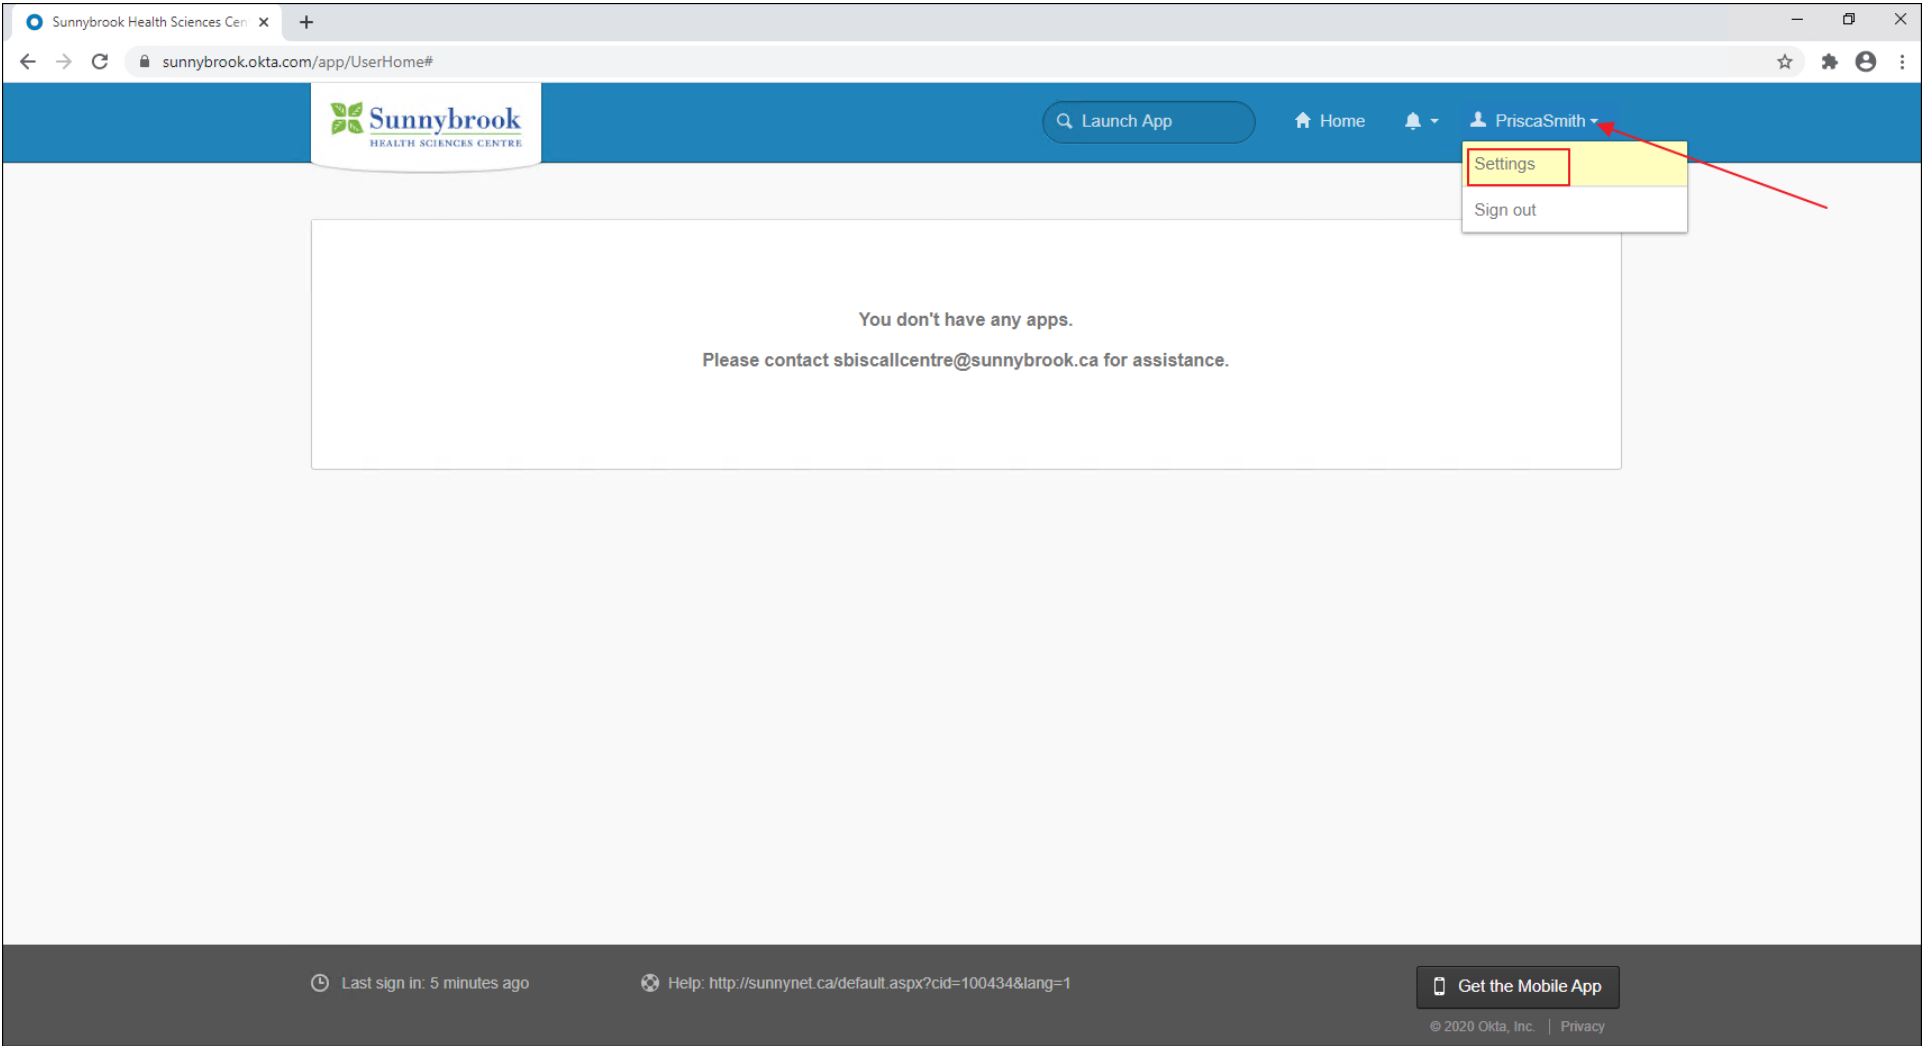 Sunnybrook Health Sciences Cen
sunnybrook.okta.com/app/UserHome#
Sunnybrook
HEALTH SCIENCES CENTRE
Launch App
Home
PriscaSmith
Settings
Sign out
You don't have any apps.
Please contact sbiscallcentre@sunnybrook.ca for assistance.
Last sign in: 5 minutes ago
Help: http://sunnynet.ca/default.aspx?cid=100434&lang=1
Get the Mobile App
© 2020 Okta, Inc. | Privacy